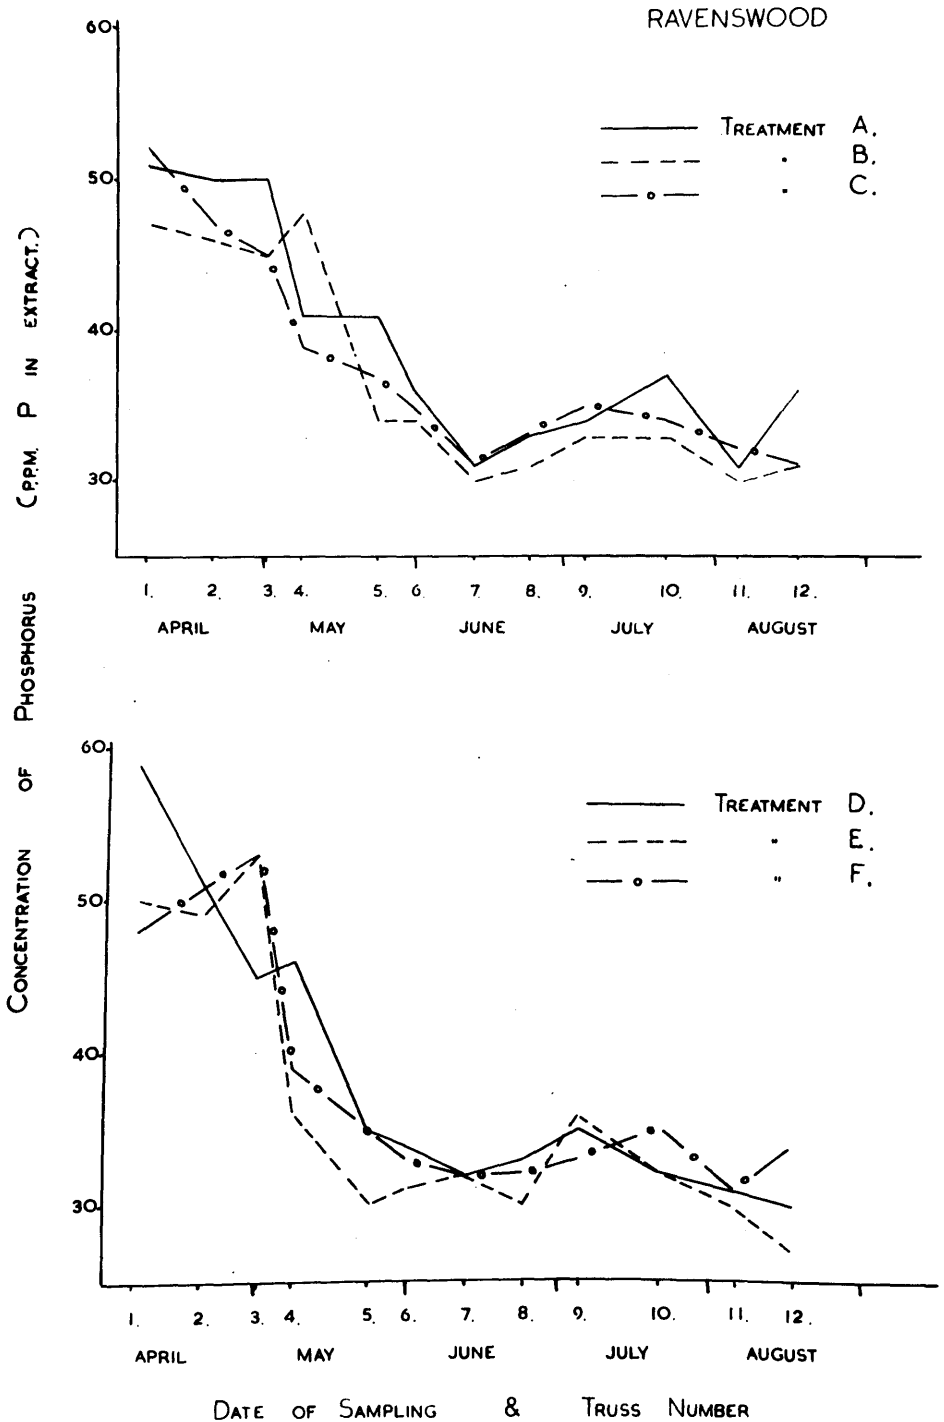 RAVENSWOOD
60
50
40
30
TREATMENT A.
" B.
" C.
1. 2. 3. 4. 5. 6. 7. 8. 9. 10. 11. 12.
APRIL MAY JUNE JULY AUGUST
CONCENTRATION OF PHOSPHORUS (P.P.M. P IN EXTRACT.)
60
50
40
30
TREATMENT D.
" E.
" F.
1. 2. 3. 4. 5. 6. 7. 8. 9. 10. 11. 12.
APRIL MAY JUNE JULY AUGUST
DATE OF SAMPLING & TRUSS NUMBER